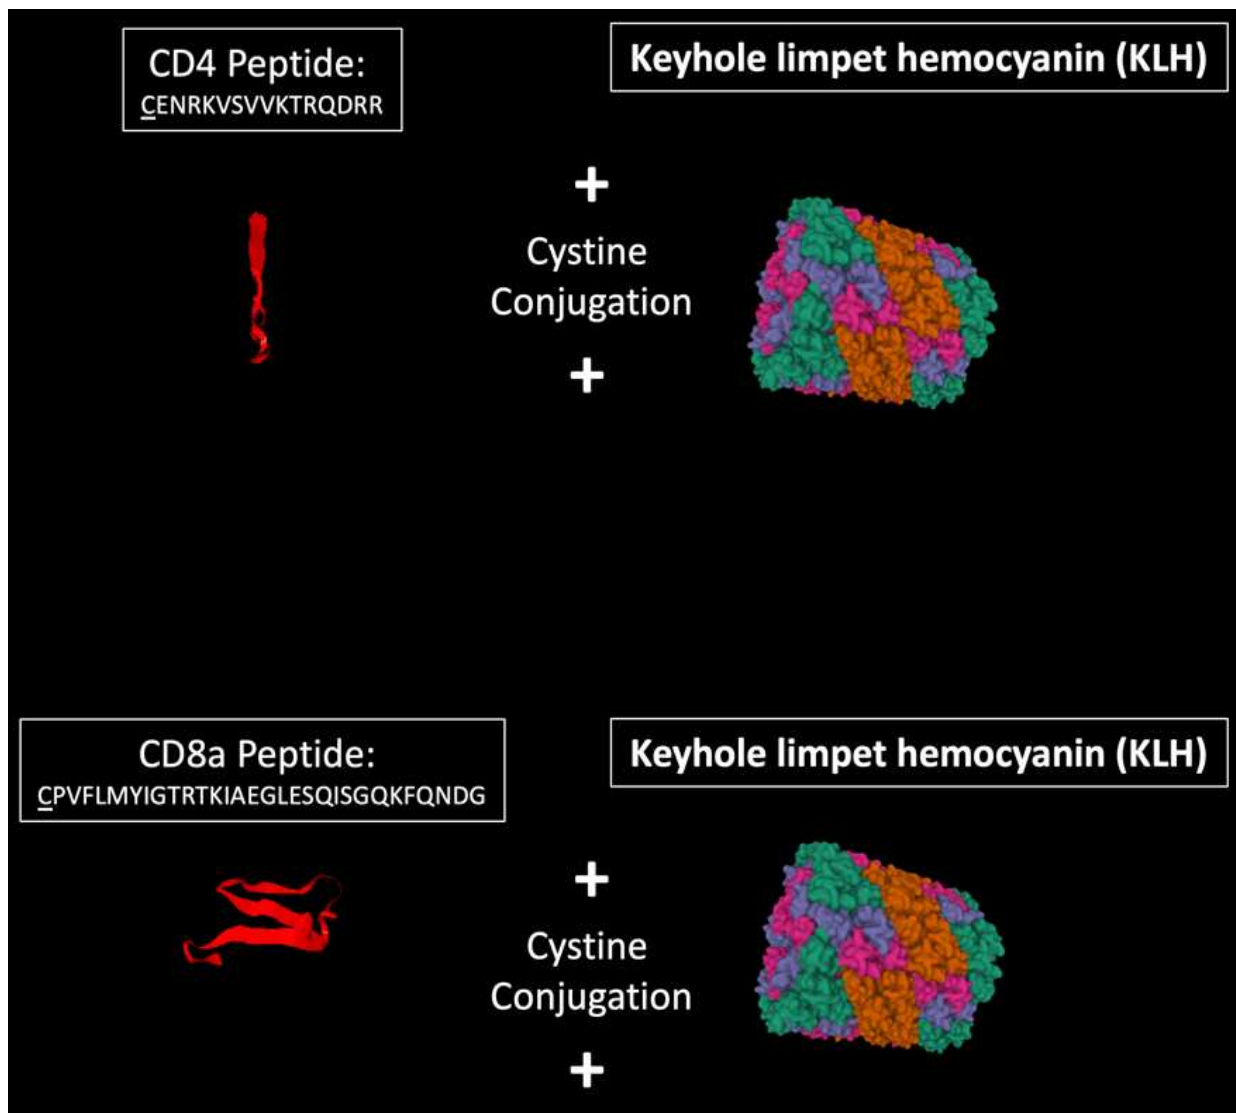 CD4 Peptide:
CENRKVSVVKTRQDRR
Keyhole limpet hemocyanin (KLH)
+
Cystine
Conjugation
+
CD8a Peptide:
CPVFLMYIGTRTKIAEGLESQISGQKFQNDG
Keyhole limpet hemocyanin (KLH)
+
Cystine
Conjugation
+